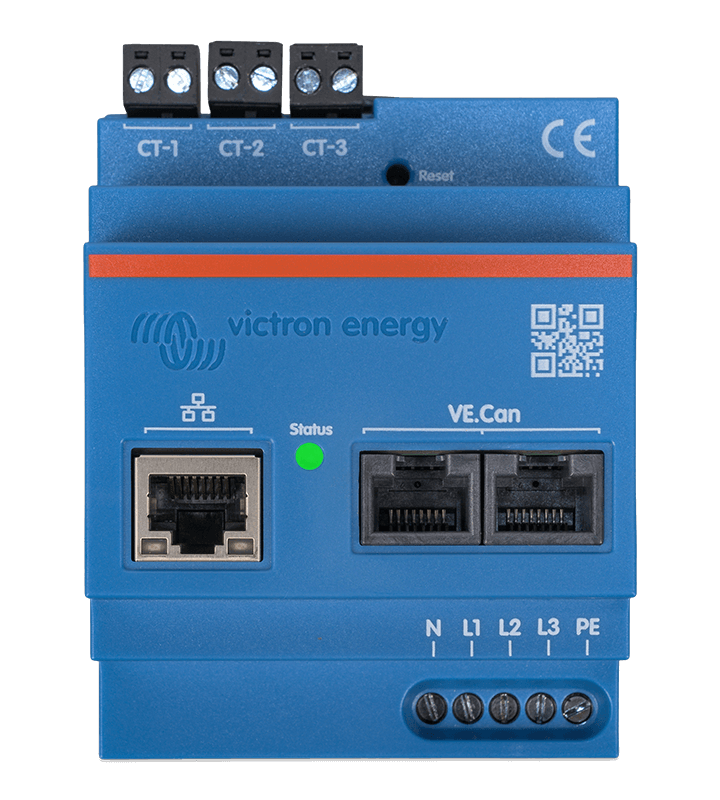 CT-1 CT-2 CT-3
CE
Reset
victron energy
VE.Can
Status
N L1 L2 L3 PE